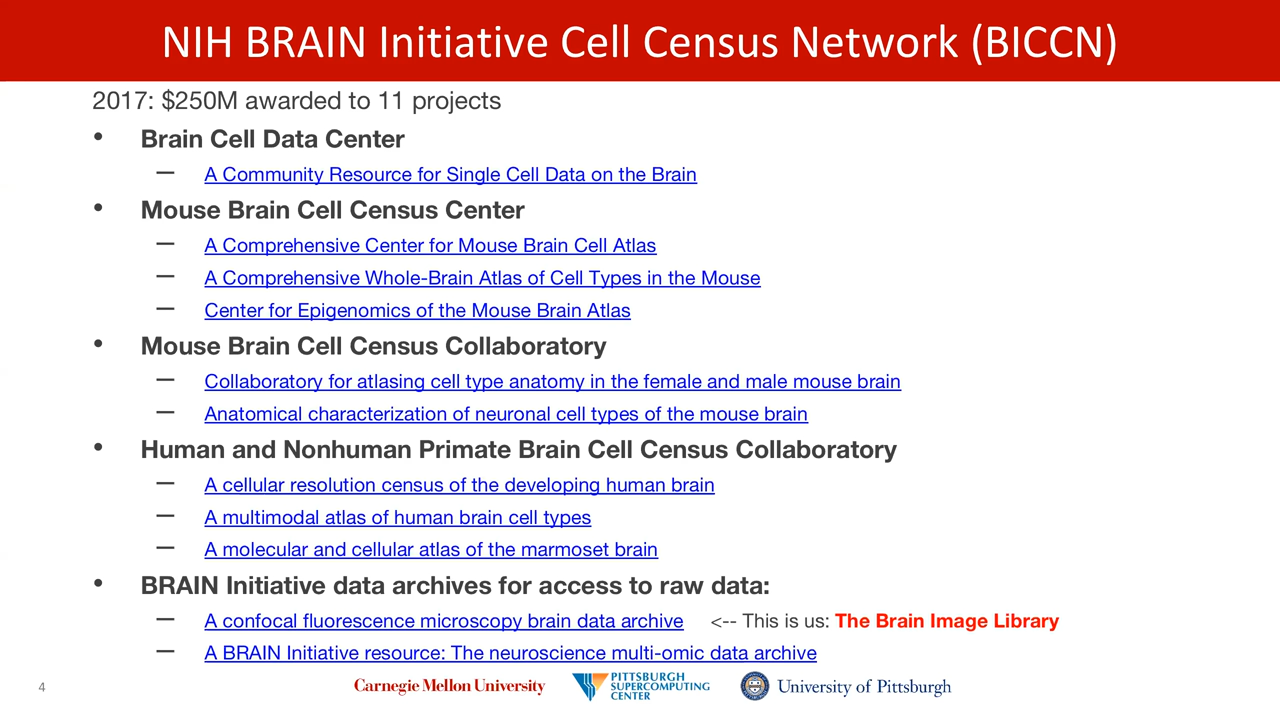 NIH BRAIN Initiative Cell Census Network (BICCN)
2017: $250M awarded to 11 projects
• Brain Cell Data Center
— A Community Resource for Single Cell Data on the Brain
• Mouse Brain Cell Census Center
— A Comprehensive Center for Mouse Brain Cell Atlas
— A Comprehensive Whole-Brain Atlas of Cell Types in the Mouse
— Center for Epigenomics of the Mouse Brain Atlas
• Mouse Brain Cell Census Collaboratory
— Collaboratory for atlasing cell type anatomy in the female and male mouse brain
— Anatomical characterization of neuronal cell types of the mouse brain
• Human and Nonhuman Primate Brain Cell Census Collaboratory
— A cellular resolution census of the developing human brain
— A multimodal atlas of human brain cell types
— A molecular and cellular atlas of the marmoset brain
• BRAIN Initiative data archives for access to raw data:
— A confocal fluorescence microscopy brain data archive <-- This is us: The Brain Image Library
— A BRAIN Initiative resource: The neuroscience multi-omic data archive
4
Carnegie Mellon University
PITTSBURGH
SUPERCOMPUTING
CENTER
University of Pittsburgh